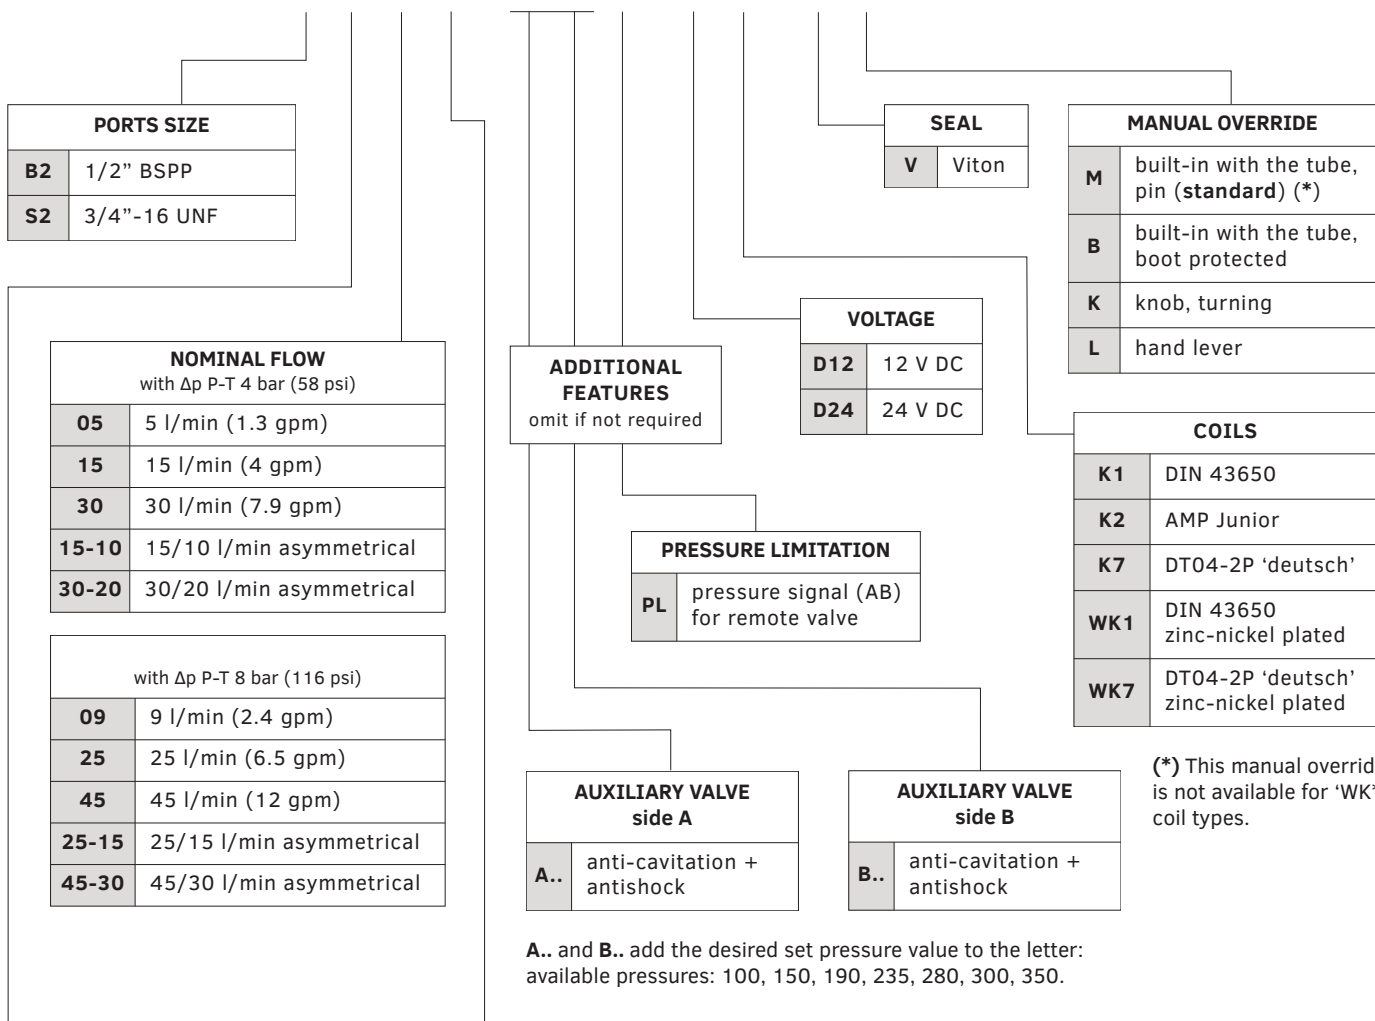 PORTS SIZE
B2 1/2” BSPP
S2 3/4”-16 UNF
SEAL
V Viton
MANUAL OVERRIDE
M built-in with the tube,
pin (standard) (*)
B built-in with the tube,
boot protected
K knob, turning
L hand lever
NOMINAL FLOW
with Δp P-T 4 bar (58 psi)
05 5 l/min (1.3 gpm)
15 15 l/min (4 gpm)
30 30 l/min (7.9 gpm)
15-10 15/10 l/min asymmetrical
30-20 30/20 l/min asymmetrical
with Δp P-T 8 bar (116 psi)
09 9 l/min (2.4 gpm)
25 25 l/min (6.5 gpm)
45 45 l/min (12 gpm)
25-15 25/15 l/min asymmetrical
45-30 45/30 l/min asymmetrical
ADDITIONAL
FEATURES
omit if not required
VOLTAGE
D12 12 V DC
D24 24 V DC
PRESSURE LIMITATION
PL pressure signal (AB)
for remote valve
COILS
K1 DIN 43650
K2 AMP Junior
K7 DT04-2P ‘deutsch’
WK1 DIN 43650
zinc-nickel plated
WK7 DT04-2P ‘deutsch’
zinc-nickel plated
(*) This manual overrid
is not available for ‘WK’
coil types.
AUXILIARY VALVE
side A
A.. anti-cavitation +
antishock
AUXILIARY VALVE
side B
B.. anti-cavitation +
antishock
A.. and B.. add the desired set pressure value to the letter:
available pressures: 100, 150, 190, 235, 280, 300, 350.